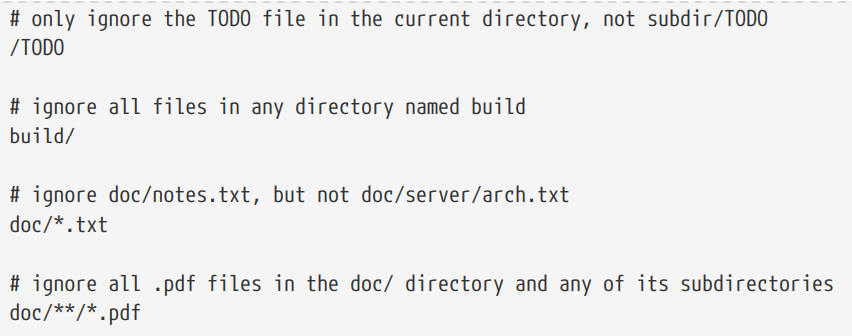 # only ignore the TODO file in the current directory, not subdir/TODO
/TODO
# ignore all files in any directory named build
build/
# ignore doc/notes.txt, but not doc/server/arch.txt
doc/*.txt
# ignore all .pdf files in the doc/ directory and any of its subdirectories
doc/**/*.pdf